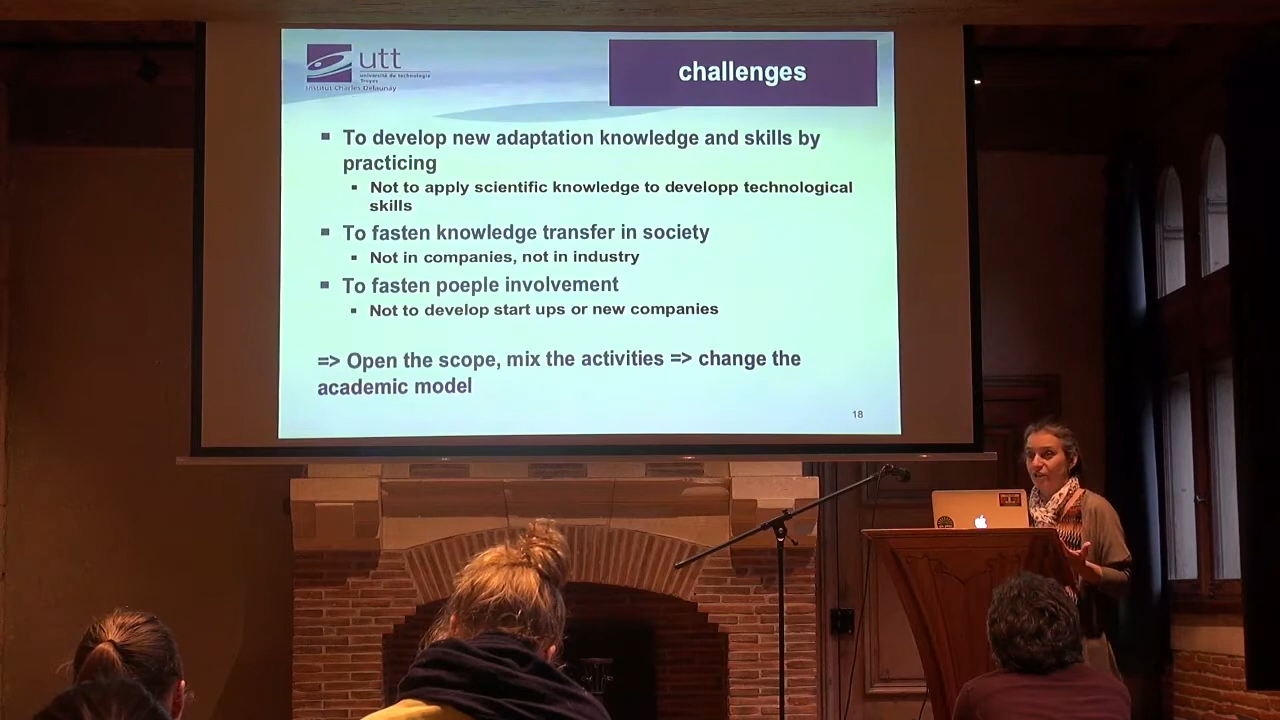 utt
université de technologie
Troyes
Institut Charles Delaunay
challenges
▪ To develop new adaptation knowledge and skills by
practicing
▪ Not to apply scientific knowledge to developp technological
skills
▪ To fasten knowledge transfer in society
▪ Not in companies, not in industry
▪ To fasten poeple involvement
▪ Not to develop start ups or new companies
=> Open the scope, mix the activities => change the
academic model
18